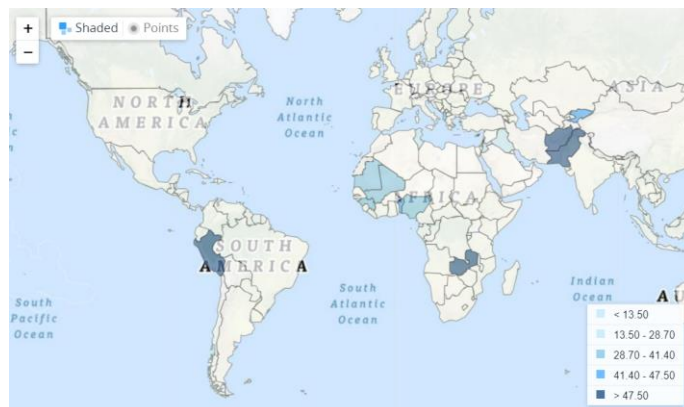 +
−
Shaded Points
NORTH
AMERICA
H
North
Atlantic
Ocean
EUROPE
ASIA
AFRICA
SOUTH
AMERICA
A
A
South
Pacific
Ocean
South
Atlantic
Ocean
Indian
Ocean
A U
< 13.50
13.50 - 28.70
28.70 - 41.40
41.40 - 47.50
> 47.50